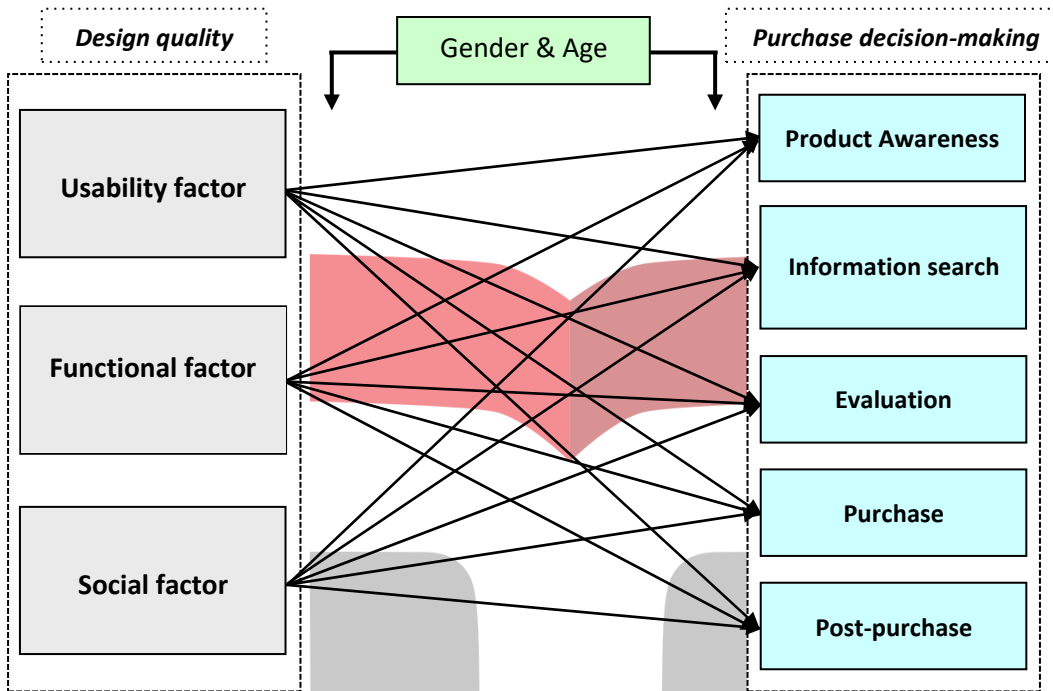 Design quality
Gender & Age
Purchase decision-making
Usability factor
Functional factor
Social factor
Product Awareness
Information search
Evaluation
Purchase
Post-purchase